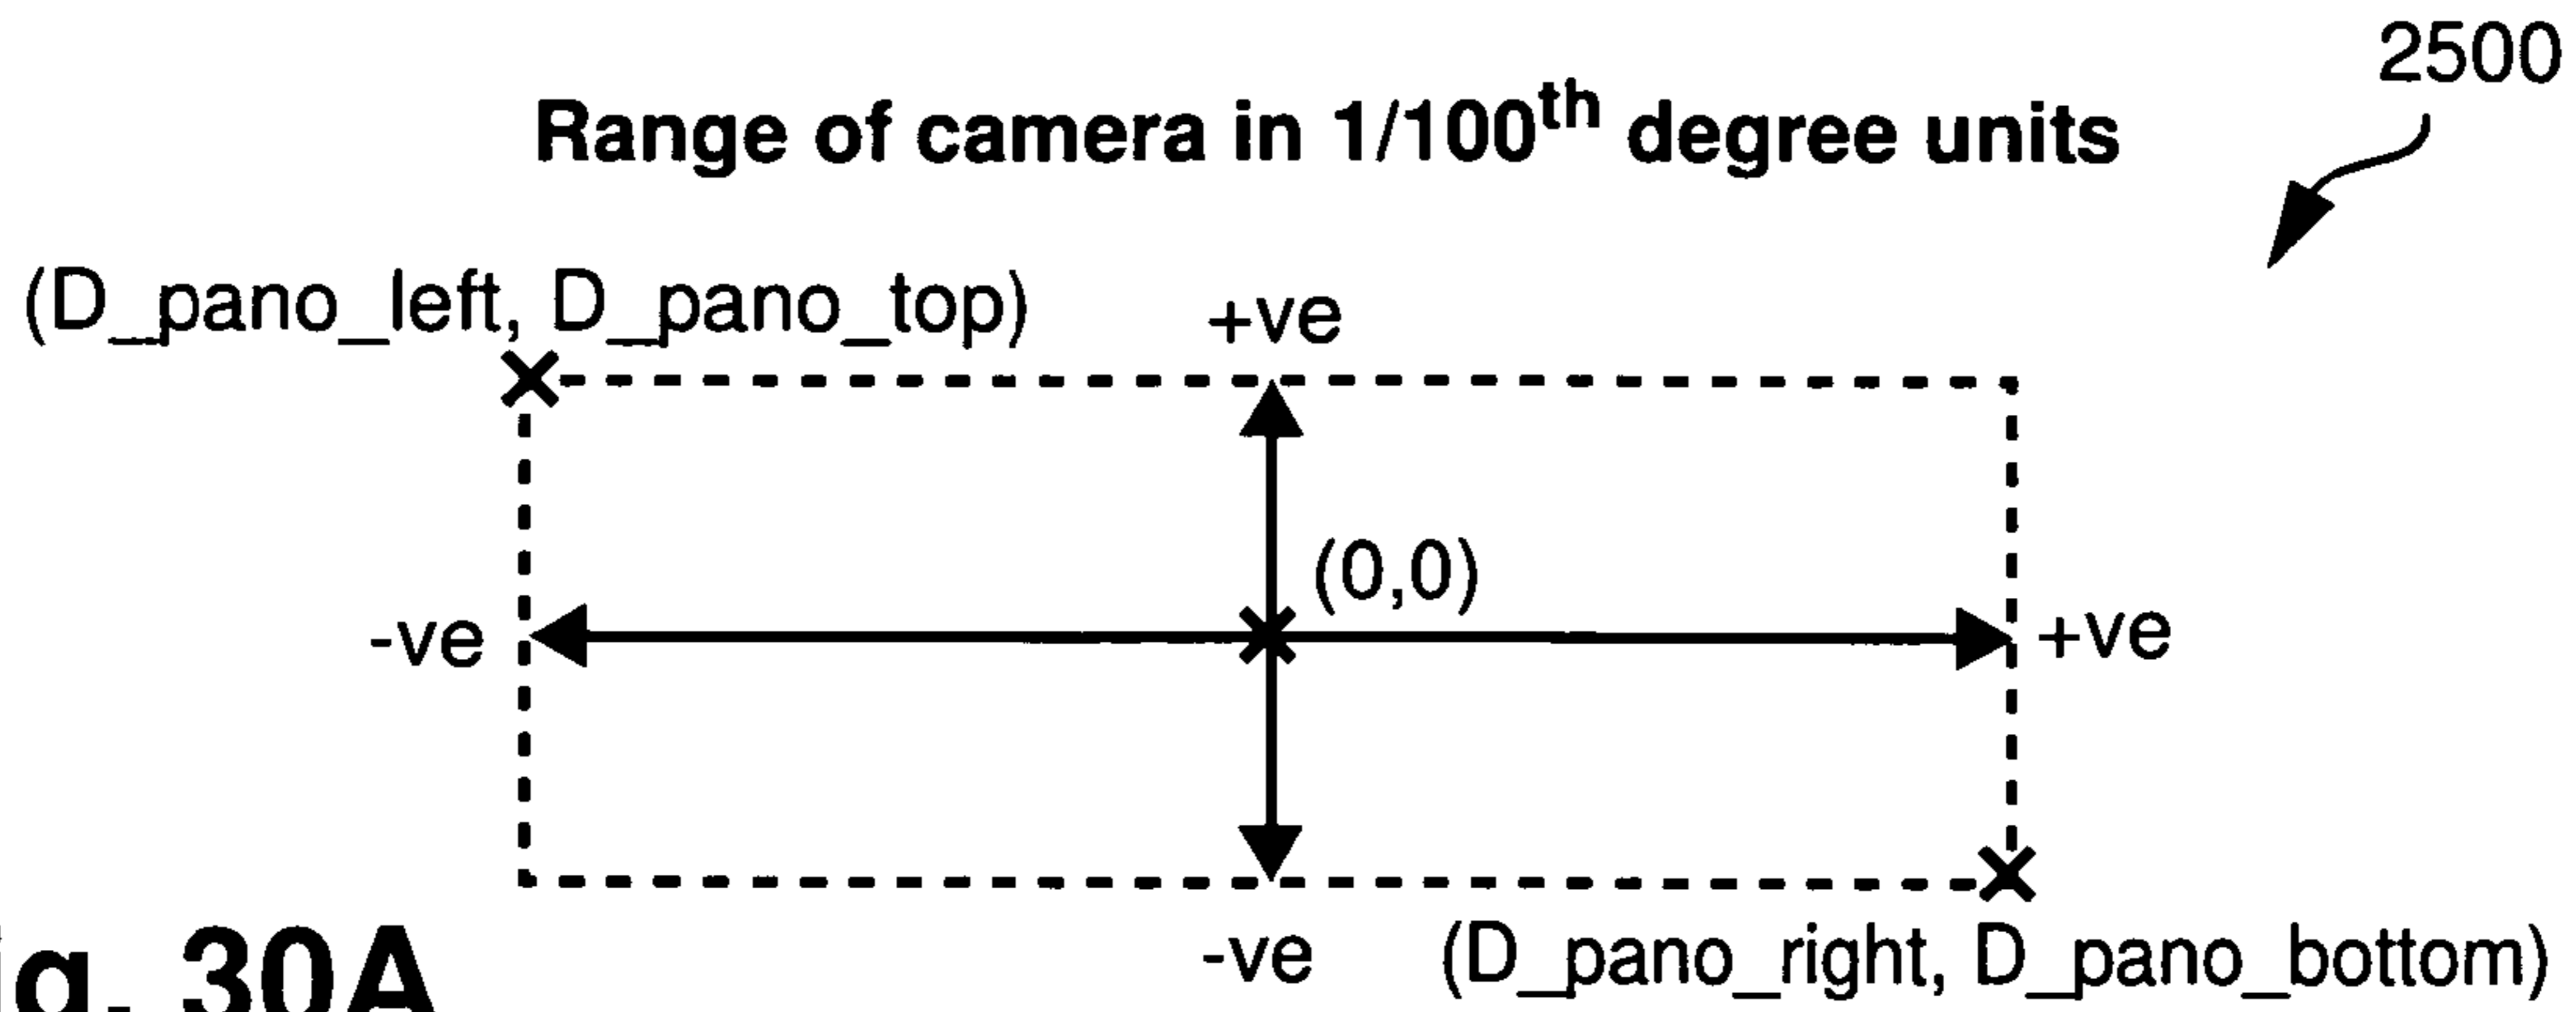 2500
Range of camera in 1/100th degree units
(D_pano_left, D_pano_top)
+ve
(0,0)
-ve
+ve
-ve
(D_pano_right, D_pano_bottom)
30A